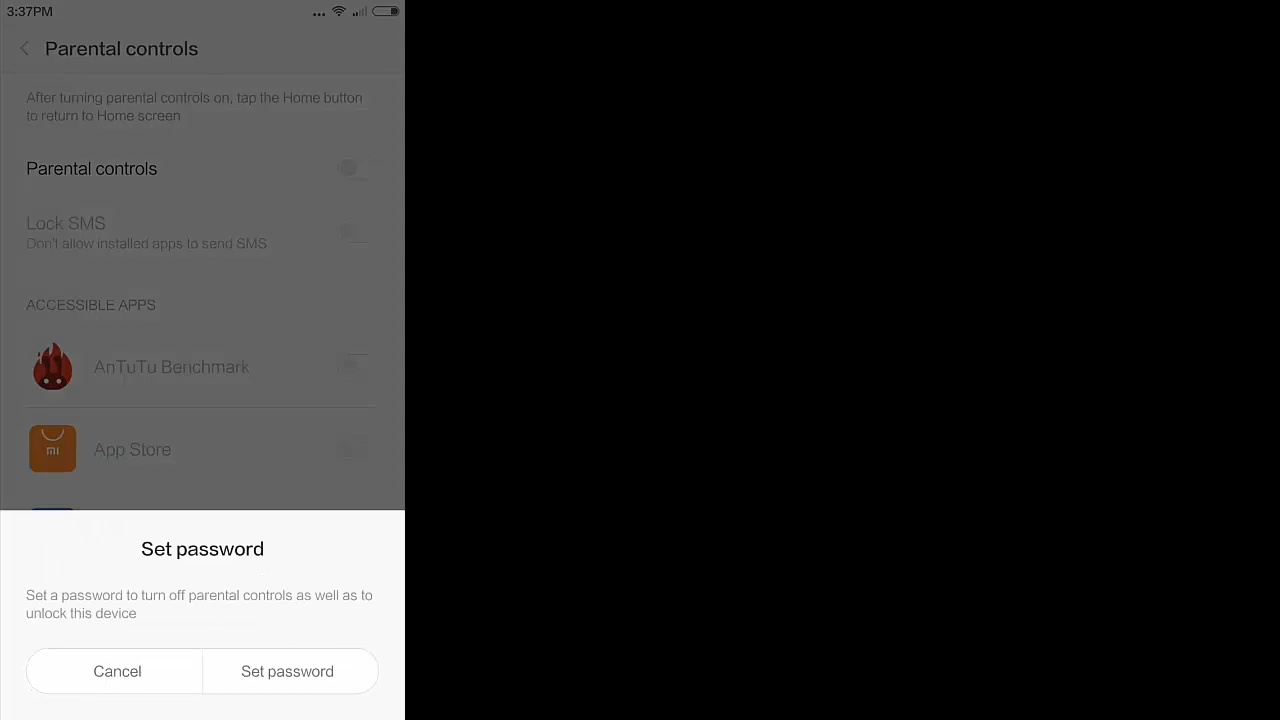 3:37PM
Parental controls
After turning parental controls on, tap the Home button
to return to Home screen
Parental controls
Lock SMS
Don't allow installed apps to send SMS
ACCESSIBLE APPS
AnTuTu Benchmark
mi
App Store
Set password
Set a password to turn off parental controls as well as to
unlock this device
Cancel
Set password